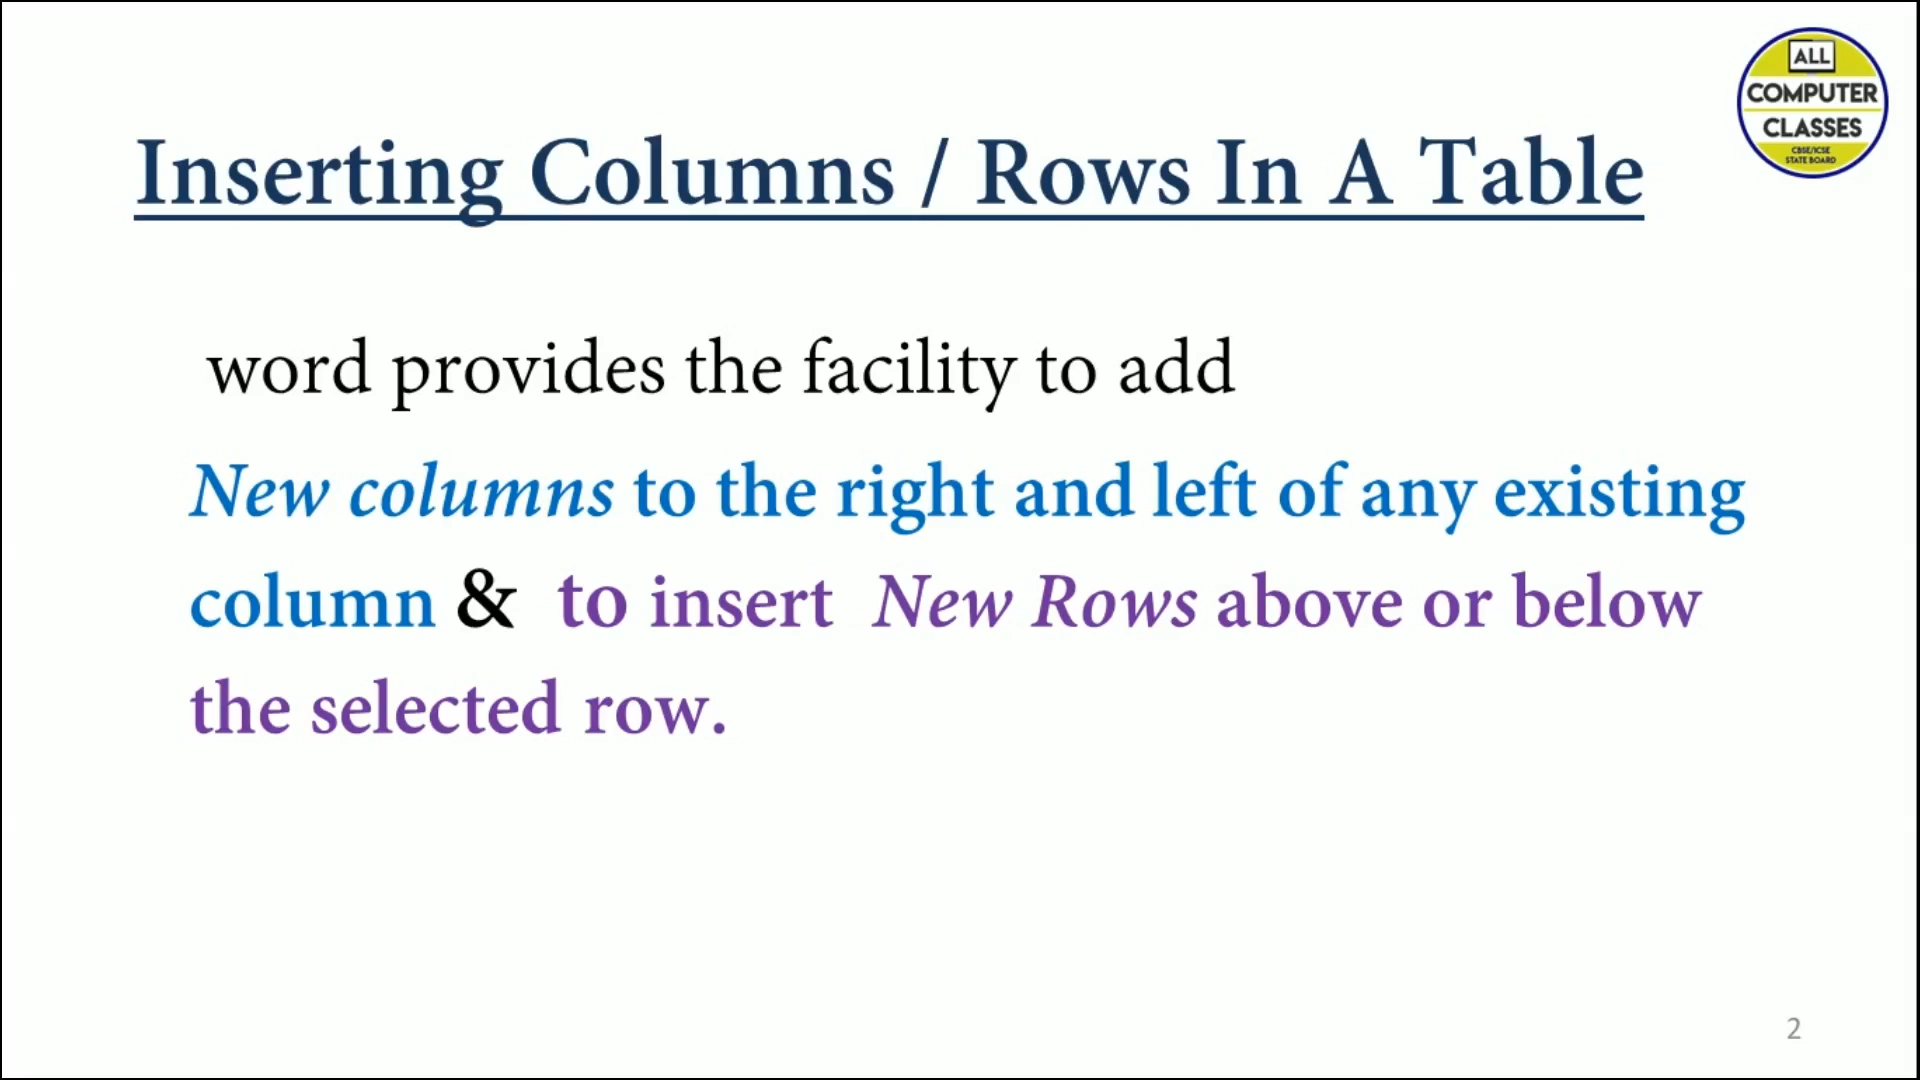 ALL
COMPUTER
CLASSES
CBSE/ICSE
STATE BOARD
Inserting Columns / Rows In A Table
word provides the facility to add
New columns to the right and left of any existing
column & to insert New Rows above or below
the selected row.
2